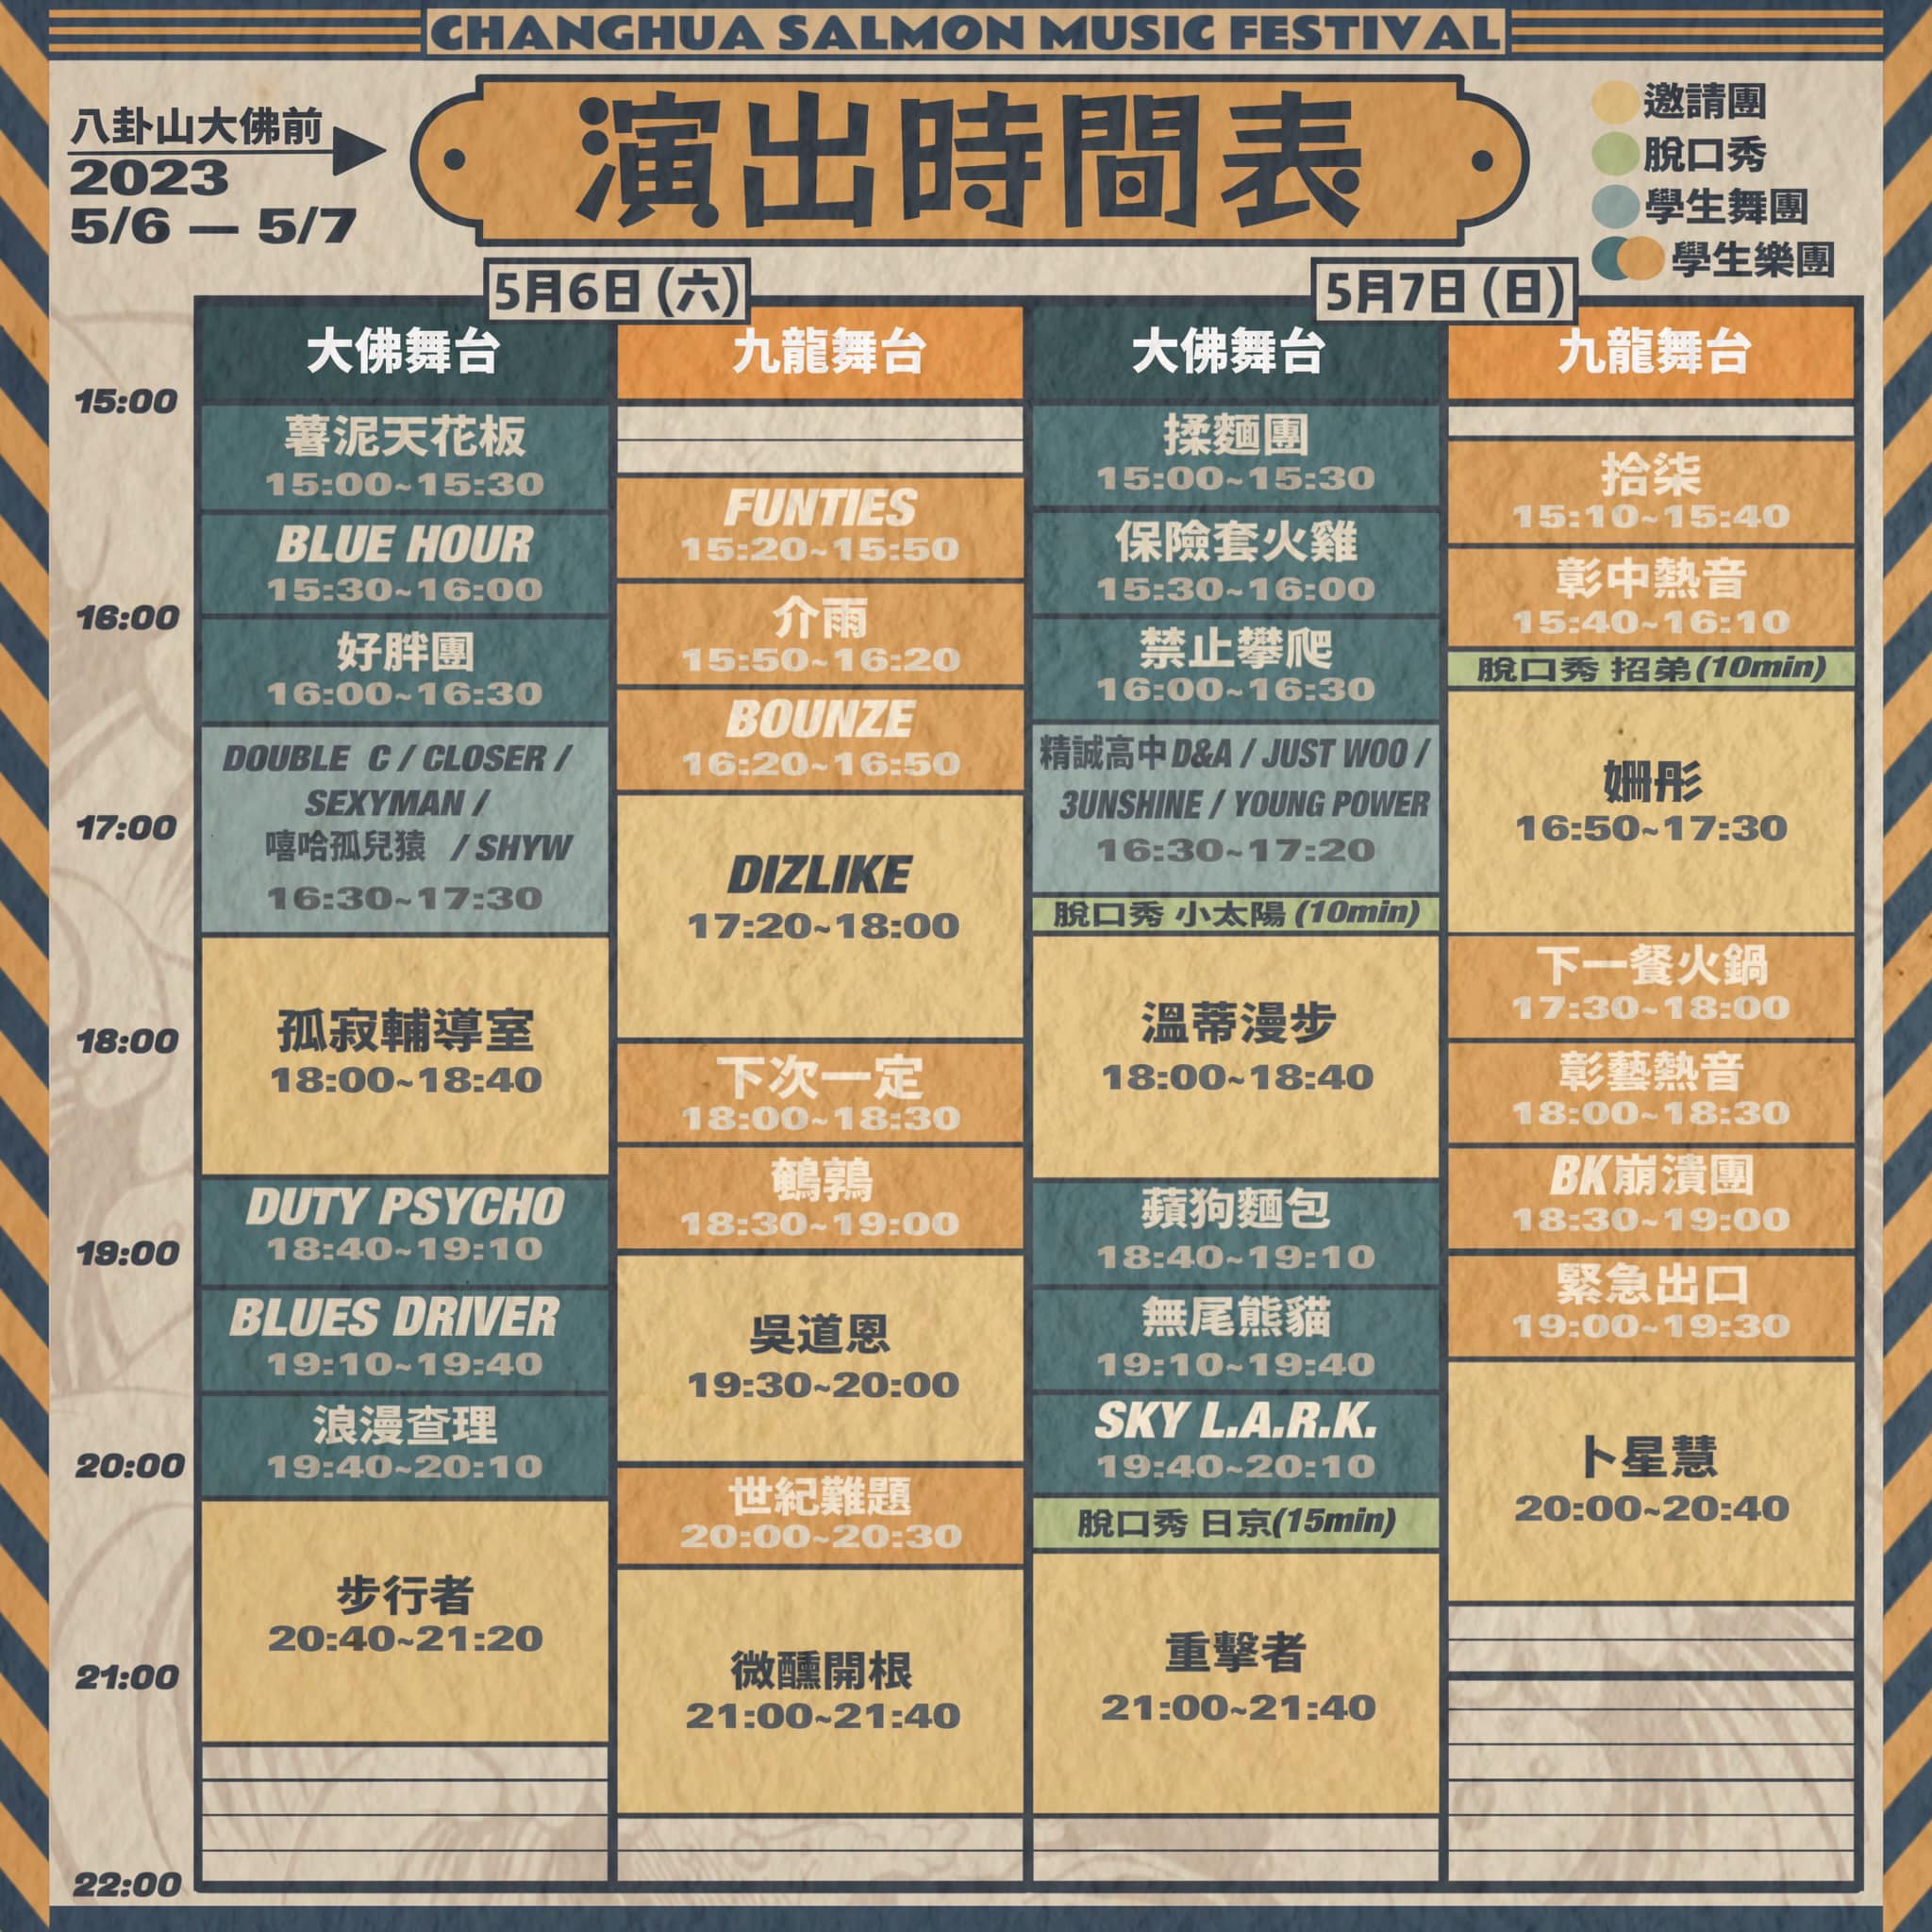 CHANGHUA SALMON MUSIC FESTIVAL
八卦山大佛前
2023
5/6 — 5/7
演出時間表
邀請團
脫口秀
學生舞團
學生樂團
5月6日(六)
5月7日(日)
大佛舞台
九龍舞台
大佛舞台
九龍舞台
15:00
16:00
17:00
18:00
19:00
20:00
21:00
22:00
薯泥天花板
15:00~15:30
BLUE HOUR
15:30~16:00
好胖團
16:00~16:30
DOUBLE C / CLOSER /
SEXYMAN /
嘻哈孤兒猿 / SHYW
16:30~17:30
孤寂輔導室
18:00~18:40
DUTY PSYCHO
18:40~19:10
BLUES DRIVER
19:10~19:40
浪漫查理
19:40~20:10
步行者
20:40~21:20
FUNTIES
15:20~15:50
介雨
15:50~16:20
BOUNZE
16:20~16:50
DIZLIKE
17:20~18:00
下次一定
18:00~18:30
鵪鶉
18:30~19:00
吳道恩
19:30~20:00
世紀難題
20:00~20:30
微醺開根
21:00~21:40
揉麵團
15:00~15:30
保險套火雞
15:30~16:00
禁止攀爬
16:00~16:30
精誠高中D&A / JUST WOO /
3UNSHINE / YOUNG POWER
16:30~17:20
脫口秀 小太陽 (10min)
溫蒂漫步
18:00~18:40
蘋狗麵包
18:40~19:10
無尾熊貓
19:10~19:40
SKY L.A.R.K.
19:40~20:10
脫口秀 日京(15min)
重擊者
21:00~21:40
拾柒
15:10~15:40
彰中熱音
15:40~16:10
脫口秀 招弟(10min)
姍彤
16:50~17:30
下一餐火鍋
17:30~18:00
彰藝熱音
18:00~18:30
BK崩潰團
18:30~19:00
緊急出口
19:00~19:30
卜星慧
20:00~20:40